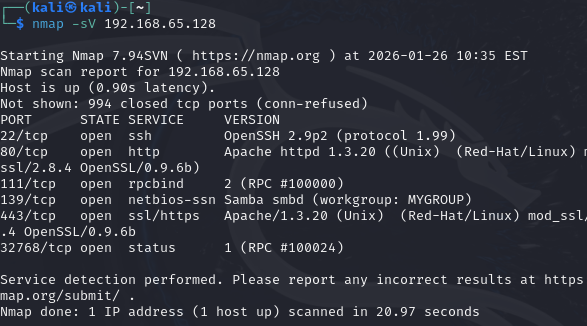 ┌──(kali㉿kali)-[~]
└─$ nmap -sV 192.168.65.128
Starting Nmap 7.94SVN ( https://nmap.org ) at 2026-01-26 10:35 EST
Nmap scan report for 192.168.65.128
Host is up (0.90s latency).
Not shown: 994 closed tcp ports (conn-refused)
PORT      STATE SERVICE     VERSION
22/tcp    open  ssh         OpenSSH 2.9p2 (protocol 1.99)
80/tcp    open  http        Apache httpd 1.3.20 ((Unix)  (Red-Hat/Linux) m
ssl/2.8.4 OpenSSL/0.9.6b)
111/tcp   open  rpcbind     2 (RPC #100000)
139/tcp   open  netbios-ssn Samba smbd (workgroup: MYGROUP)
443/tcp   open  ssl/https   Apache/1.3.20 (Unix)  (Red-Hat/Linux) mod_ssl/
.4 OpenSSL/0.9.6b
32768/tcp open  status      1 (RPC #100024)
Service detection performed. Please report any incorrect results at https
map.org/submit/ .
Nmap done: 1 IP address (1 host up) scanned in 20.97 seconds